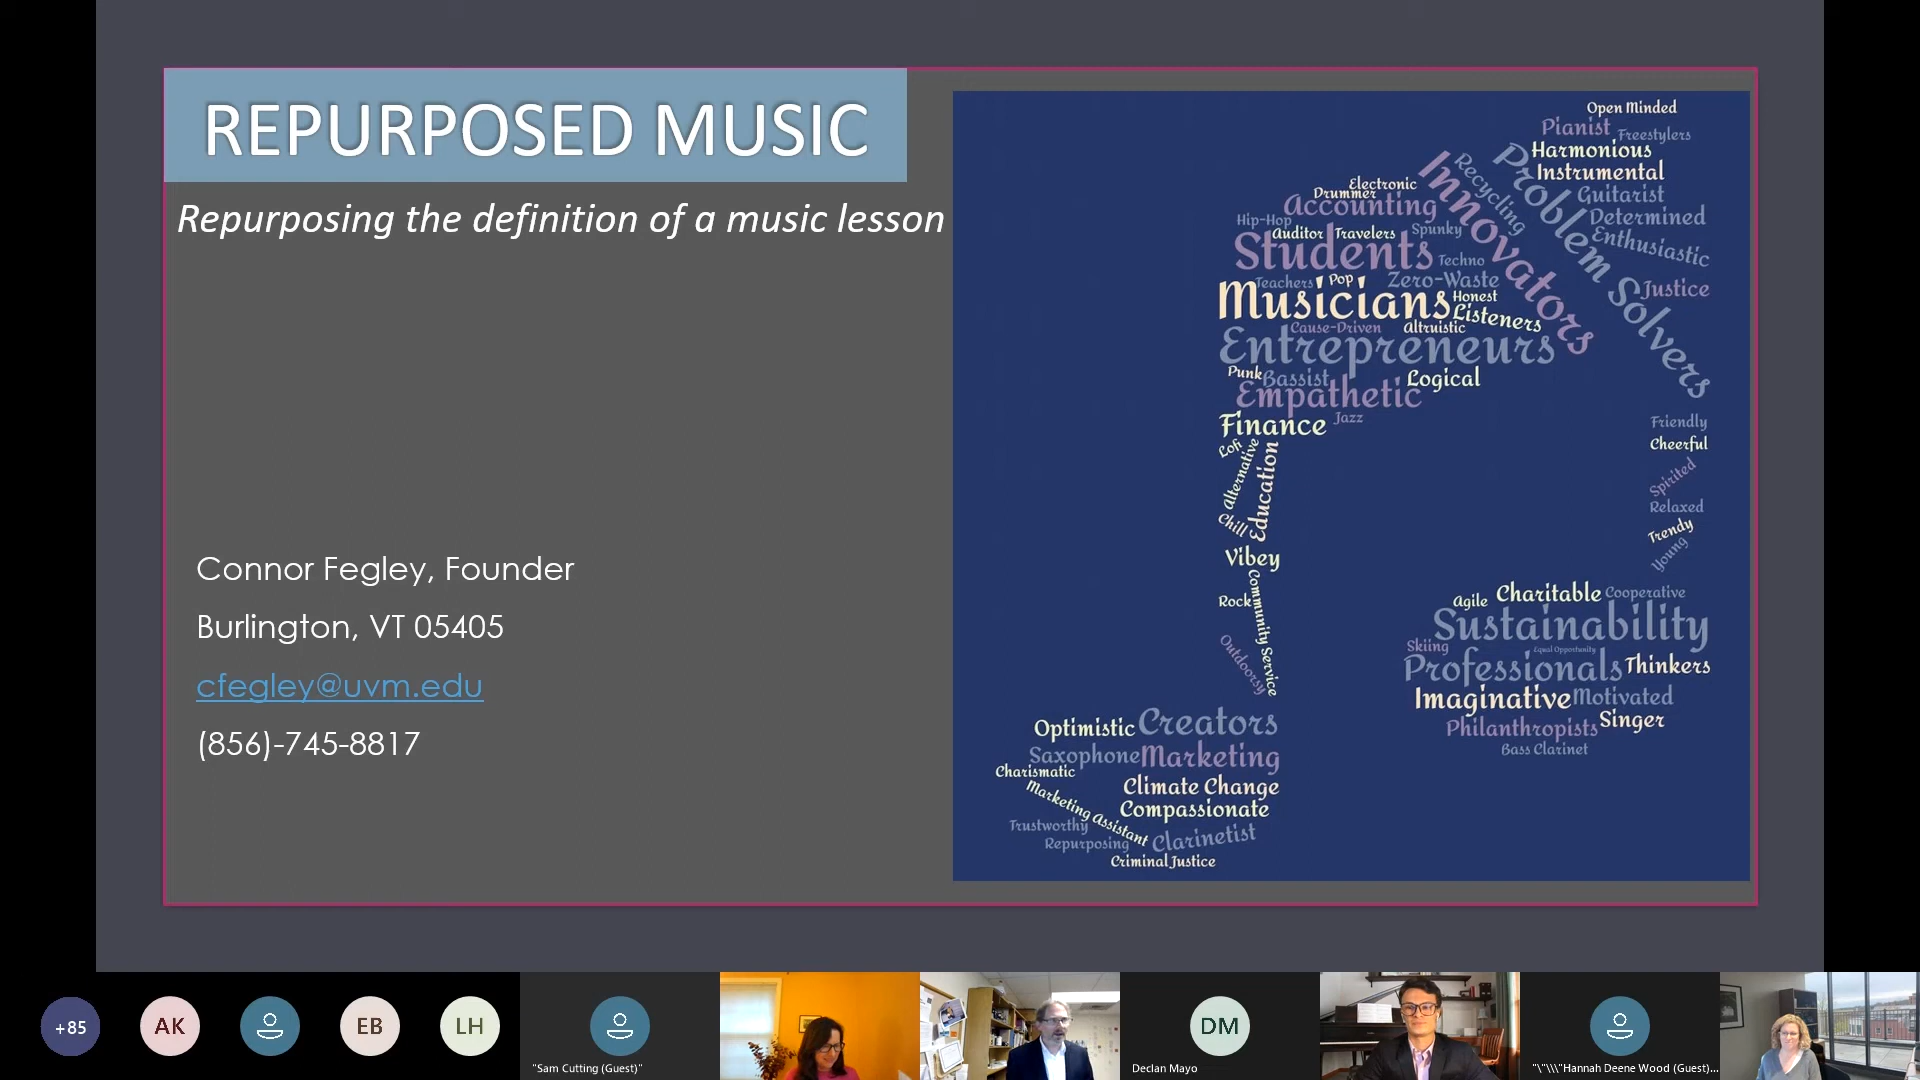 REPURPOSED MUSIC
Repurposing the definition of a music lesson
Connor Fegley, Founder
Burlington, VT 05405
cfegley@uvm.edu
(856)-745-8817
Open Minded
Pianist
Freestylers
Harmonious
Instrumental
Guitarist
Determined
Enthusiastic
Justice
Problem Solvers
Recycling
Innovators
Electronic
Drummer
Accounting
Hip-Hop
Auditor
Travelers
Spunky
Students
Techno
Teachers
Pop
Zero-Waste
Musicians
Honest
Listeners
Cause-Driven
Altruistic
Entrepreneurs
Punk
Bassist
Logical
Empathetic
Jazz
Finance
Lofi
Alternative
Education
Chill
Vibey
Rock
Community Service
Outdoorsy
Friendly
Cheerful
Spirited
Relaxed
Trendy
Young
Agile
Charitable
Cooperative
Sustainability
Skiing
Equal Opportunity
Professionals
Thinkers
Imaginative
Motivated
Philanthropists
Singer
Bass Clarinet
Optimistic
Creators
Saxophone
Marketing
Charismatic
Climate Change
Marketing Assistant
Compassionate
Trustworthy
Clarinetist
Repurposing
Criminal Justice
+85
AK
EB
LH
"Sam Cutting (Guest)"
DM
Declan Mayo
"\"\\\"Hannah Deene Wood (Guest)...